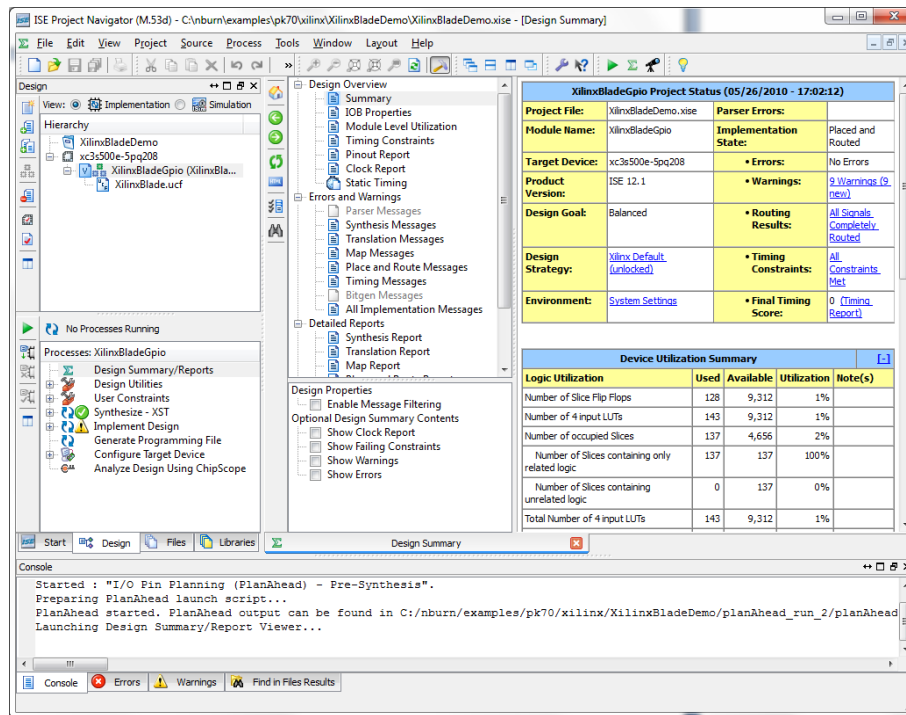 ISE Project Navigator (M.53d) - C:\nburn\examples\pk70\xilinx\XilinxBladeDemo\XilinxBladeDemo.xise - [Design Summary]
File Edit View Project Source Process Tools Window Layout Help
Design
View: Implementation Simulation
Hierarchy
XilinxBladeDemo
xc3s500e-5pq208
XilinxBladeGpio (XilinxBla...
XilinxBlade.ucf
No Processes Running
Processes: XilinxBladeGpio
Design Summary/Reports
Design Utilities
User Constraints
Synthesize - XST
Implement Design
Generate Programming File
Configure Target Device
Analyze Design Using ChipScope
Start Design Files Libraries
Design Overview
Summary
IOB Properties
Module Level Utilization
Timing Constraints
Pinout Report
Clock Report
Static Timing
Errors and Warnings
Parser Messages
Synthesis Messages
Translation Messages
Map Messages
Place and Route Messages
Timing Messages
Bitgen Messages
All Implementation Messages
Detailed Reports
Synthesis Report
Translation Report
Map Report
Design Properties
Enable Message Filtering
Optional Design Summary Contents
Show Clock Report
Show Failing Constraints
Show Warnings
Show Errors
Design Summary
XilinxBladeGpio Project Status (05/26/2010 - 17:02:12)
Project File: XilinxBladeDemo.xise Parser Errors:
Module Name: XilinxBladeGpio Implementation State: Placed and Routed
Target Device: xc3s500e-5pq208 • Errors: No Errors
Product Version: ISE 12.1 • Warnings: 9 Warnings (9 new)
Design Goal: Balanced • Routing Results: All Signals Completely Routed
Design Strategy: Xilinx Default (unlocked) • Timing Constraints: All Constraints Met
Environment: System Settings • Final Timing Score: 0 (Timing Report)
Device Utilization Summary [-]
Logic Utilization Used Available Utilization Note(s)
Number of Slice Flip Flops 128 9,312 1%
Number of 4 input LUTs 143 9,312 1%
Number of occupied Slices 137 4,656 2%
Number of Slices containing only related logic 137 137 100%
Number of Slices containing unrelated logic 0 137 0%
Total Number of 4 input LUTs 143 9,312 1%
Console
Started : "I/O Pin Planning (PlanAhead) - Pre-Synthesis".
Preparing PlanAhead launch script...
PlanAhead started. PlanAhead output can be found in C:/nburn/examples/pk70/xilinx/XilinxBladeDemo/planAhead_run_2/planAhead
Launching Design Summary/Report Viewer...
Console Errors Warnings Find in Files Results